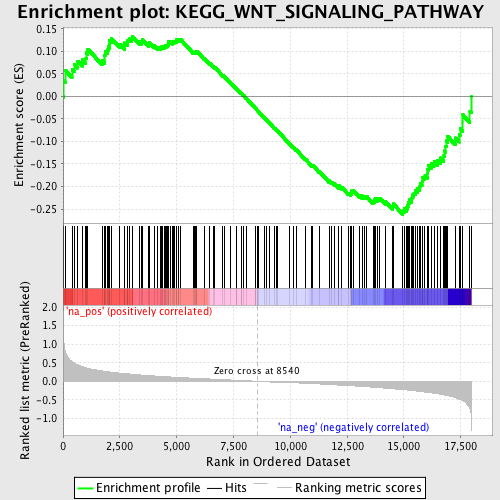 Enrichment plot: KEGG_WNT_SIGNALING_PATHWAY
Enrichment score (ES)
0.15
0.10
0.05
0.00
-0.05
-0.10
-0.15
-0.20
-0.25
'na_pos' (positively correlated)
Ranked list metric (PreRanked)
2.0
1.5
1.0
0.5
0.0
-0.5
-1.0
Zero cross at 8540
'na_neg' (negatively correlated)
0
2,500
5,000
7,500
10,000
12,500
15,000
17,500
Rank in Ordered Dataset
Enrichment profile
Hits
Ranking metric scores